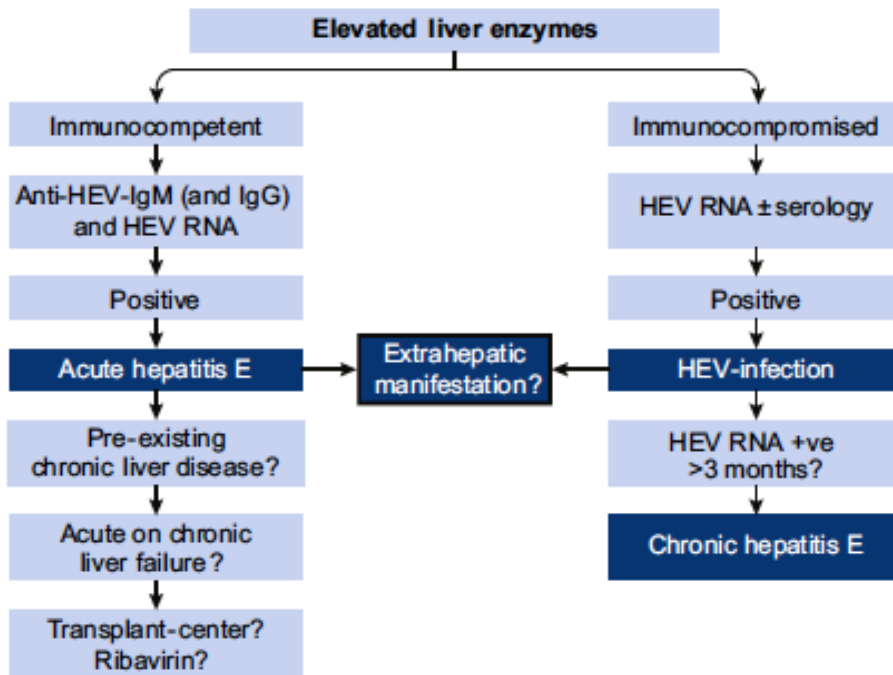 Elevated liver enzymes
Immunocompetent
Immunocompromised
Anti-HEV-IgM (and IgG)
and HEV RNA
HEV RNA ± serology
Positive
Positive
Acute hepatitis E
Extrahepatic
manifestation?
HEV-infection
Pre-existing
chronic liver disease?
HEV RNA +ve
>3 months?
Acute on chronic
liver failure?
Chronic hepatitis E
Transplant-center?
Ribavirin?